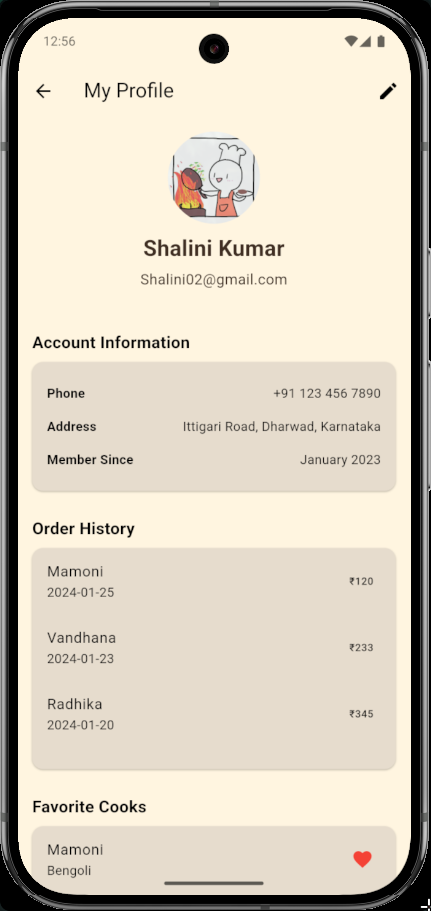 12:56
My Profile
Shalini Kumar
Shalini02@gmail.com
Account Information
Phone +91 123 456 7890
Address Ittigari Road, Dharwad, Karnataka
Member Since January 2023
Order History
Mamoni
2024-01-25 ₹120
Vandhana
2024-01-23 ₹233
Radhika
2024-01-20 ₹345
Favorite Cooks
Mamoni
Bengoli